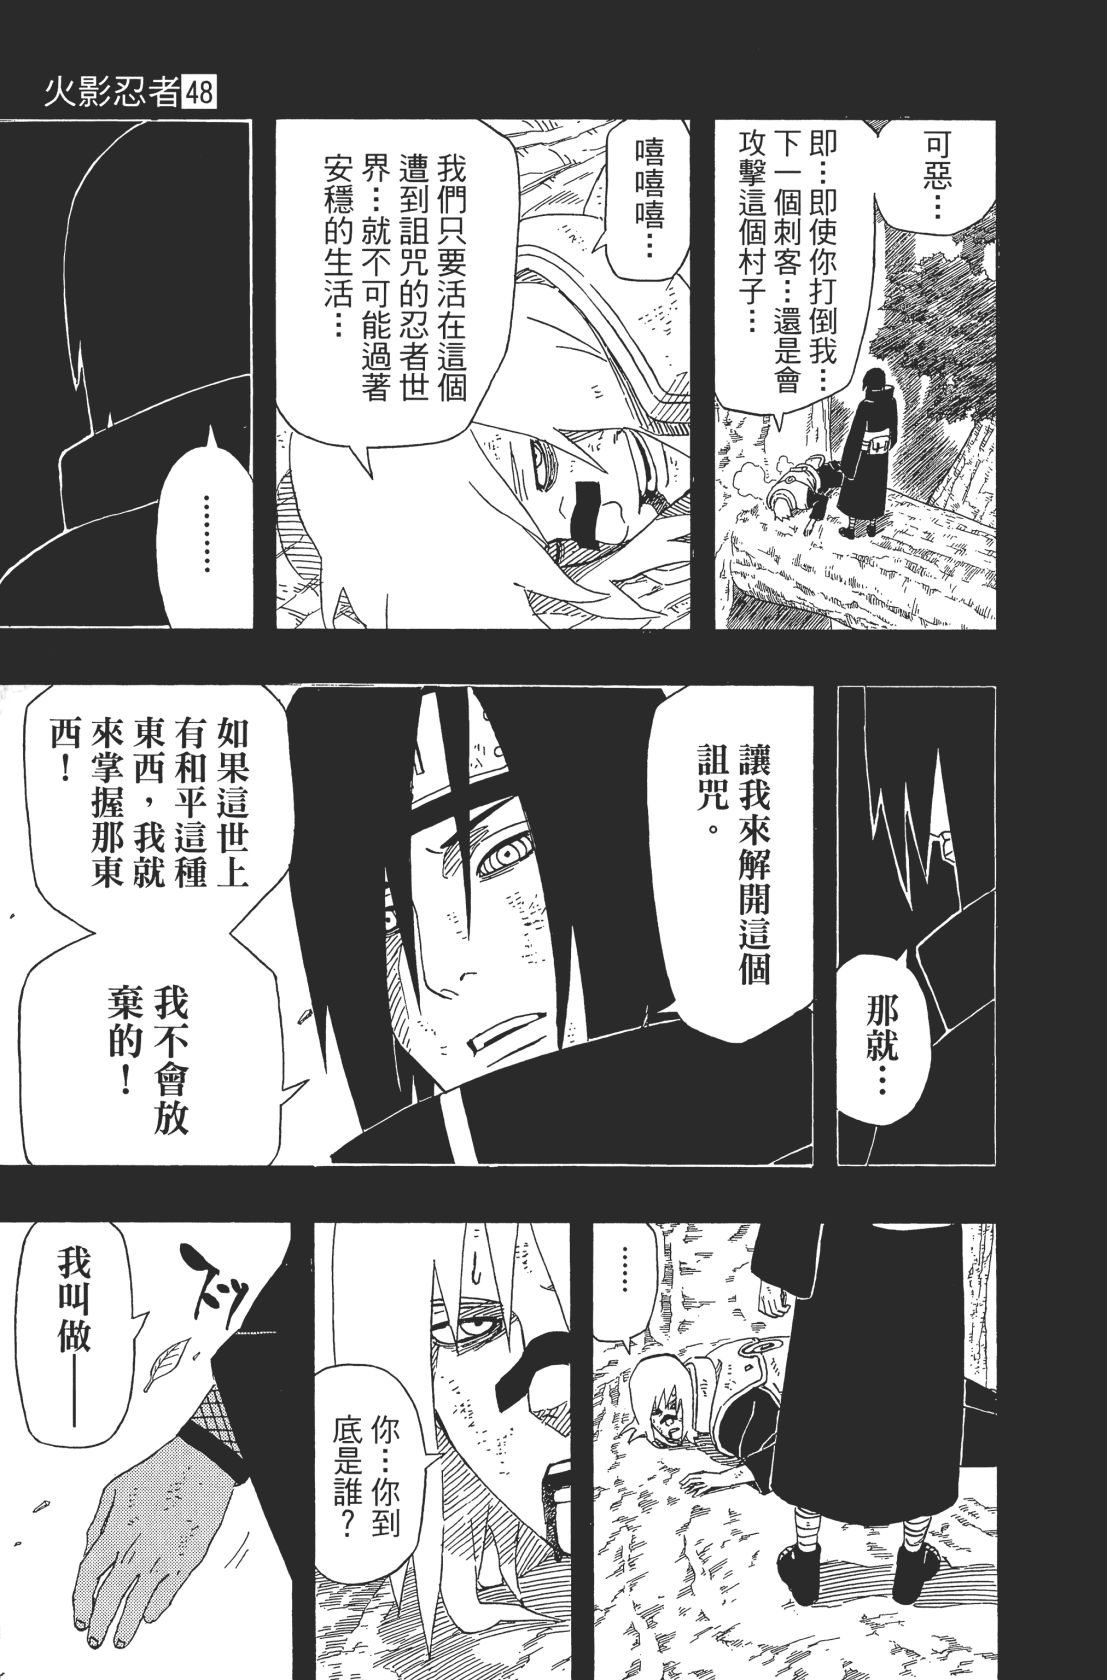 火影忍者48
可惡…
即…即使你打倒我…
下一個刺客…還是會
攻擊這個村子…
嘻嘻嘻…
我們只要活在這個
遭到詛咒的忍者世
界…就不可能過著
安穩的生活…
………
那就…
讓我來解開這個
詛咒。
如果這世上
有和平這種
東西，我就
來掌握那東
西！
我不會放
棄的！
……
你…你到
底是誰？
ズッ
我叫做——